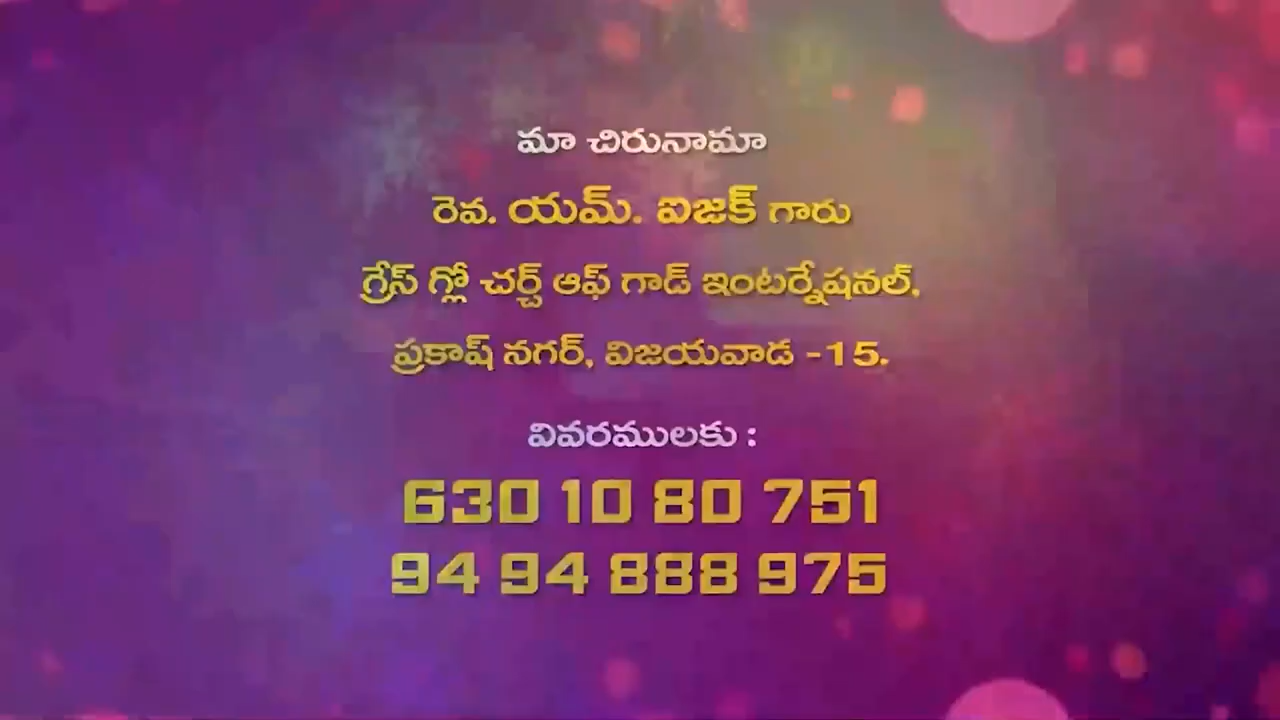 మా చిరునామా
రెవ. యమ్. ఐజక్ గారు
గ్రేస్ గ్లో చర్చ్ ఆఫ్ గాడ్ ఇంటర్నేషనల్,
ప్రకాష్ నగర్, విజయవాడ -15.
వివరములకు :
630 10 80 751
94 94 888 975